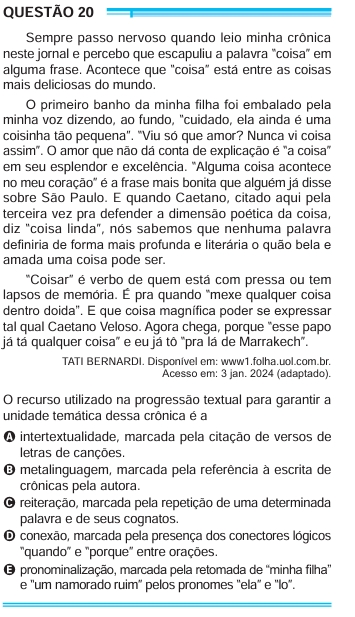 QUESTÃO 20
Sempre passo nervoso quando leio minha crônica
neste jornal e percebo que escapuliu a palavra “coisa” em
alguma frase. Acontece que “coisa” está entre as coisas
mais deliciosas do mundo.
O primeiro banho da minha filha foi embalado pela
minha voz dizendo, ao fundo, “cuidado, ela ainda é uma
coisinha tão pequena”. “Viu só que amor? Nunca vi coisa
assim”. O amor que não dá conta de explicação é “a coisa”
em seu esplendor e excelência. “Alguma coisa acontece
no meu coração” é a frase mais bonita que alguém já disse
sobre São Paulo. E quando Caetano, citado aqui pela
terceira vez pra defender a dimensão poética da coisa,
diz “coisa linda”, nós sabemos que nenhuma palavra
definiria de forma mais profunda e literária o quão bela e
amada uma coisa pode ser.
“Coisar” é verbo de quem está com pressa ou tem
lapsos de memória. É pra quando “mexe qualquer coisa
dentro doida”. E que coisa magnífica poder se expressar
tal qual Caetano Veloso. Agora chega, porque “esse papo
já tá qualquer coisa” e eu já tô “pra lá de Marrakech”.
TATI BERNARDI. Disponível em: www1.folha.uol.com.br.
Acesso em: 3 jan. 2024 (adaptado).
O recurso utilizado na progressão textual para garantir a
unidade temática dessa crônica é a
A intertextualidade, marcada pela citação de versos de
letras de canções.
B metalinguagem, marcada pela referência à escrita de
crônicas pela autora.
C reiteração, marcada pela repetição de uma determinada
palavra e de seus cognatos.
D conexão, marcada pela presença dos conectores lógicos
“quando” e “porque” entre orações.
E pronominalização, marcada pela retomada de “minha filha”
e “um namorado ruim” pelos pronomes “ela” e “lo”.